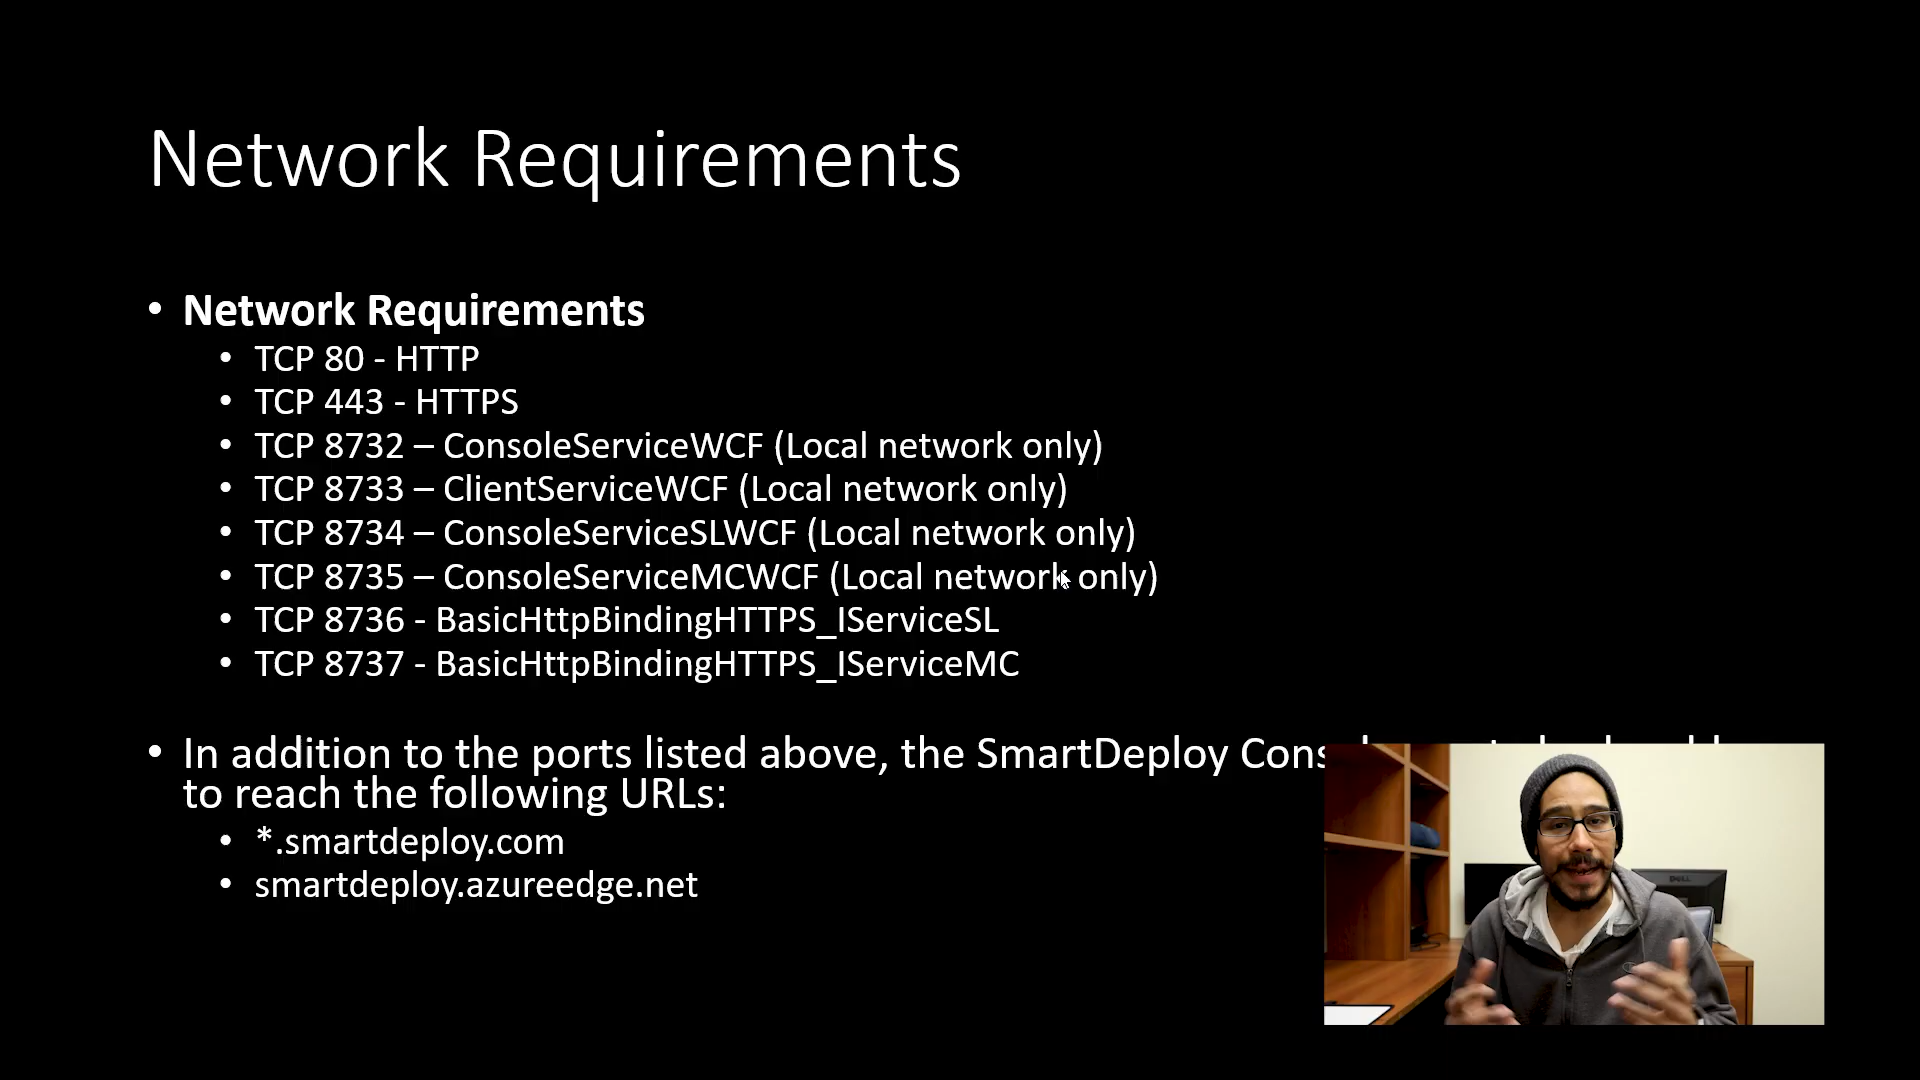 Network Requirements
• Network Requirements
• TCP 80 - HTTP
• TCP 443 - HTTPS
• TCP 8732 – ConsoleServiceWCF (Local network only)
• TCP 8733 – ClientServiceWCF (Local network only)
• TCP 8734 – ConsoleServiceSLWCF (Local network only)
• TCP 8735 – ConsoleServiceMCWCF (Local network only)
• TCP 8736 - BasicHttpBindingHTTPS_IServiceSL
• TCP 8737 - BasicHttpBindingHTTPS_IServiceMC
• In addition to the ports listed above, the SmartDeploy
to reach the following URLs:
• *.smartdeploy.com
• smartdeploy.azureedge.net
DELL